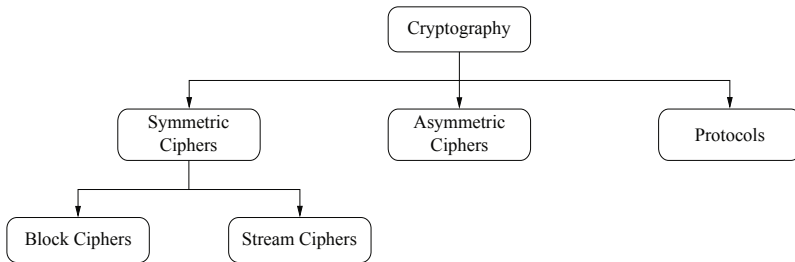 Cryptography
Symmetric
Ciphers
Asymmetric
Ciphers
Protocols
Block Ciphers
Stream Ciphers